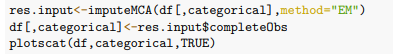 res.input<-imputeMCA(df[,categorical],method="EM")
df[,categorical]<-res.input$completeObs
plotscat(df,categorical,TRUE)